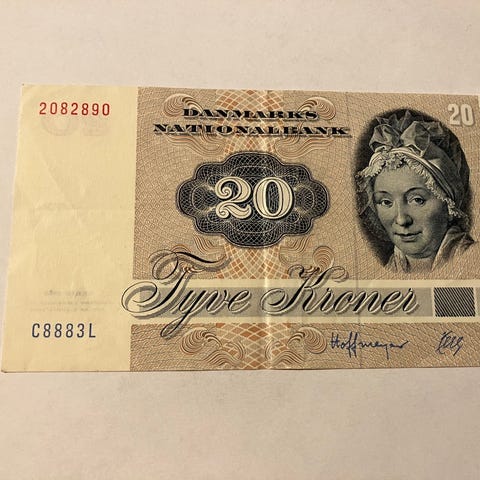 2082890
DANMARKS
NATIONALBANK
20
20
Tyve Kroner
C8883L
Hoffmeyer